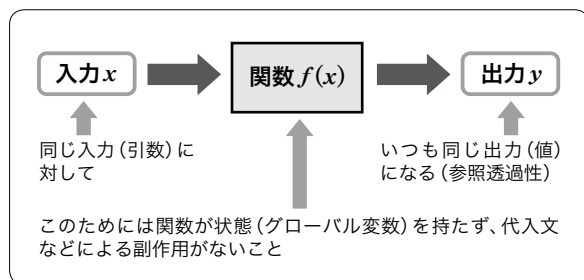 入力x
関数f(x)
出力y
同じ入力(引数)に
対して
いつも同じ出力(値)
になる(参照透過性)
このためには関数が状態(グローバル変数)を持たず、代入文
などによる副作用がないこと